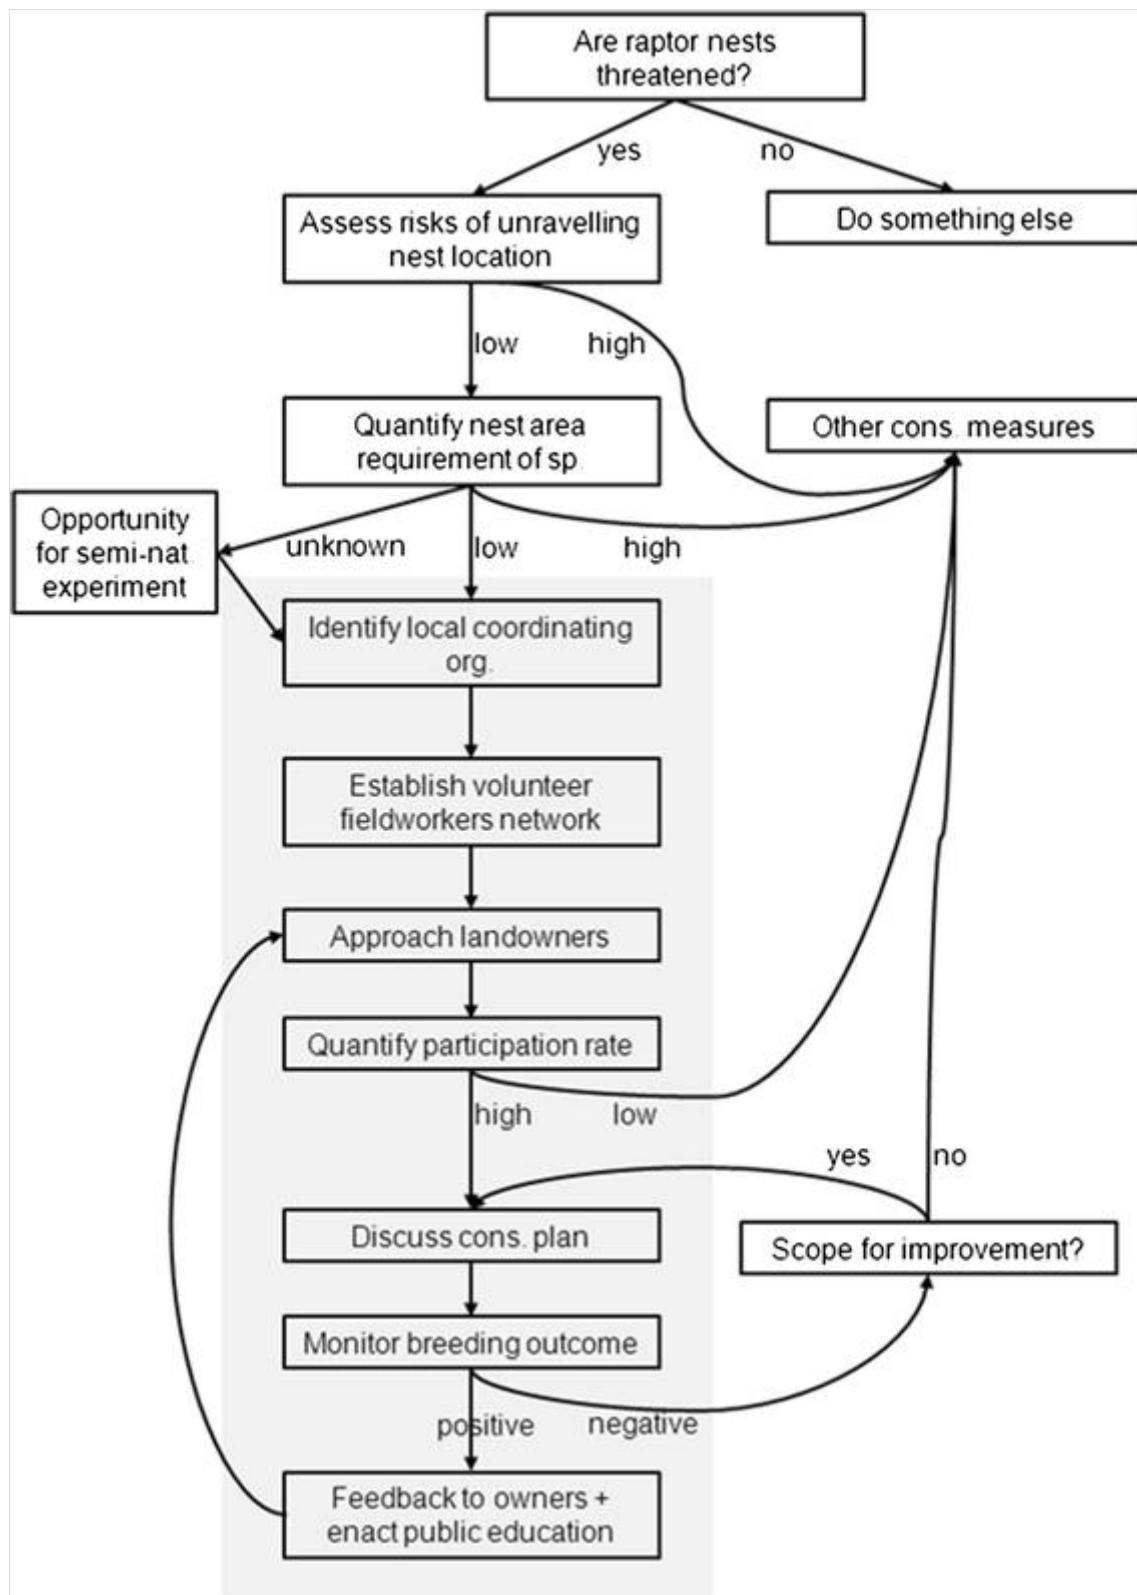 Are raptor nests
threatened?
yes
no
Assess risks of unravelling
nest location
Do something else
low
high
Quantify nest area
requirement of sp.
Other cons. measures
Opportunity
for semi-nat.
experiment
unknown
low
high
Identify local coordinating
org.
Establish volunteer
fieldworkers network
Approach landowners
Quantify participation rate
high
low
yes
no
Discuss cons. plan
Scope for improvement?
Monitor breeding outcome
positive
negative
Feedback to owners +
enact public education